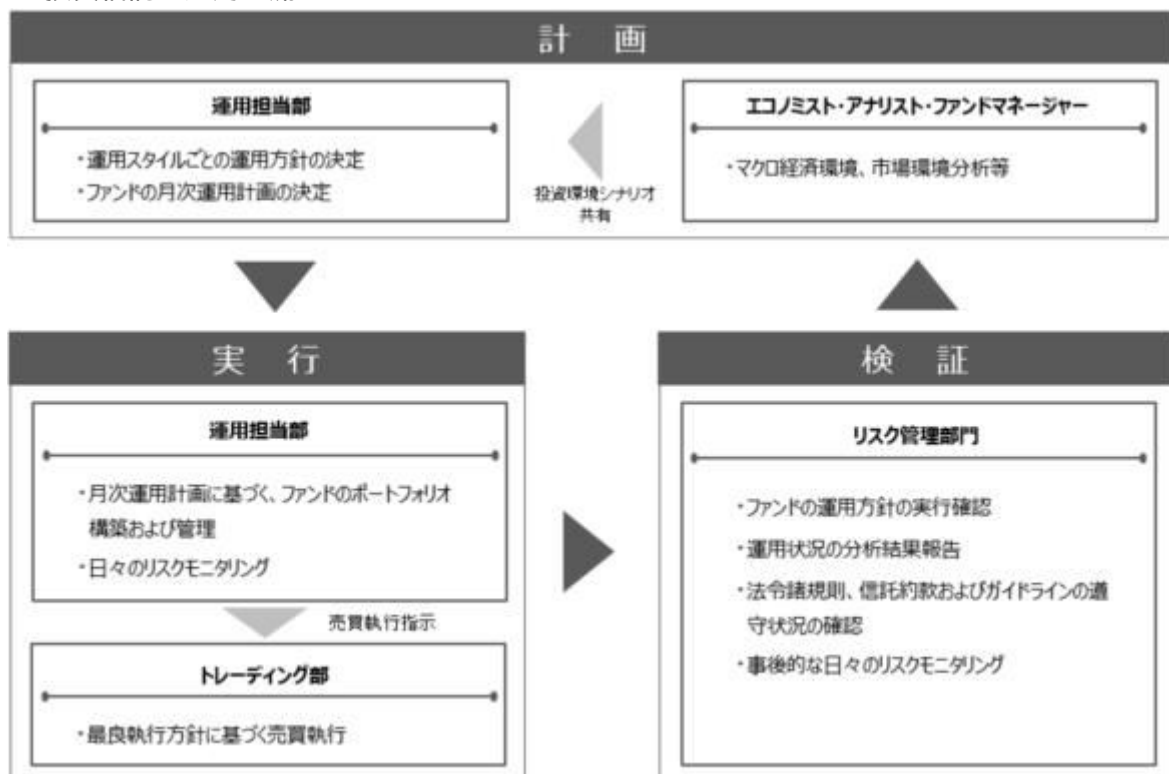 計 画
運用担当部
・運用スタイルごとの運用方針の決定
・ファンドの月次運用計画の決定
投資環境シナリオ
共有
エコノミスト・アナリスト・ファンドマネージャー
・マクロ経済環境、市場環境分析等
実 行
運用担当部
・月次運用計画に基づく、ファンドのポートフォリオ
構築および管理
・日々のリスクモニタリング
売買執行指示
トレーディング部
・最良執行方針に基づく売買執行
検 証
リスク管理部門
・ファンドの運用方針の実行確認
・運用状況の分析結果報告
・法令諸規則、信託約款およびガイドラインの遵
守状況の確認
・事後的な日々のリスクモニタリング